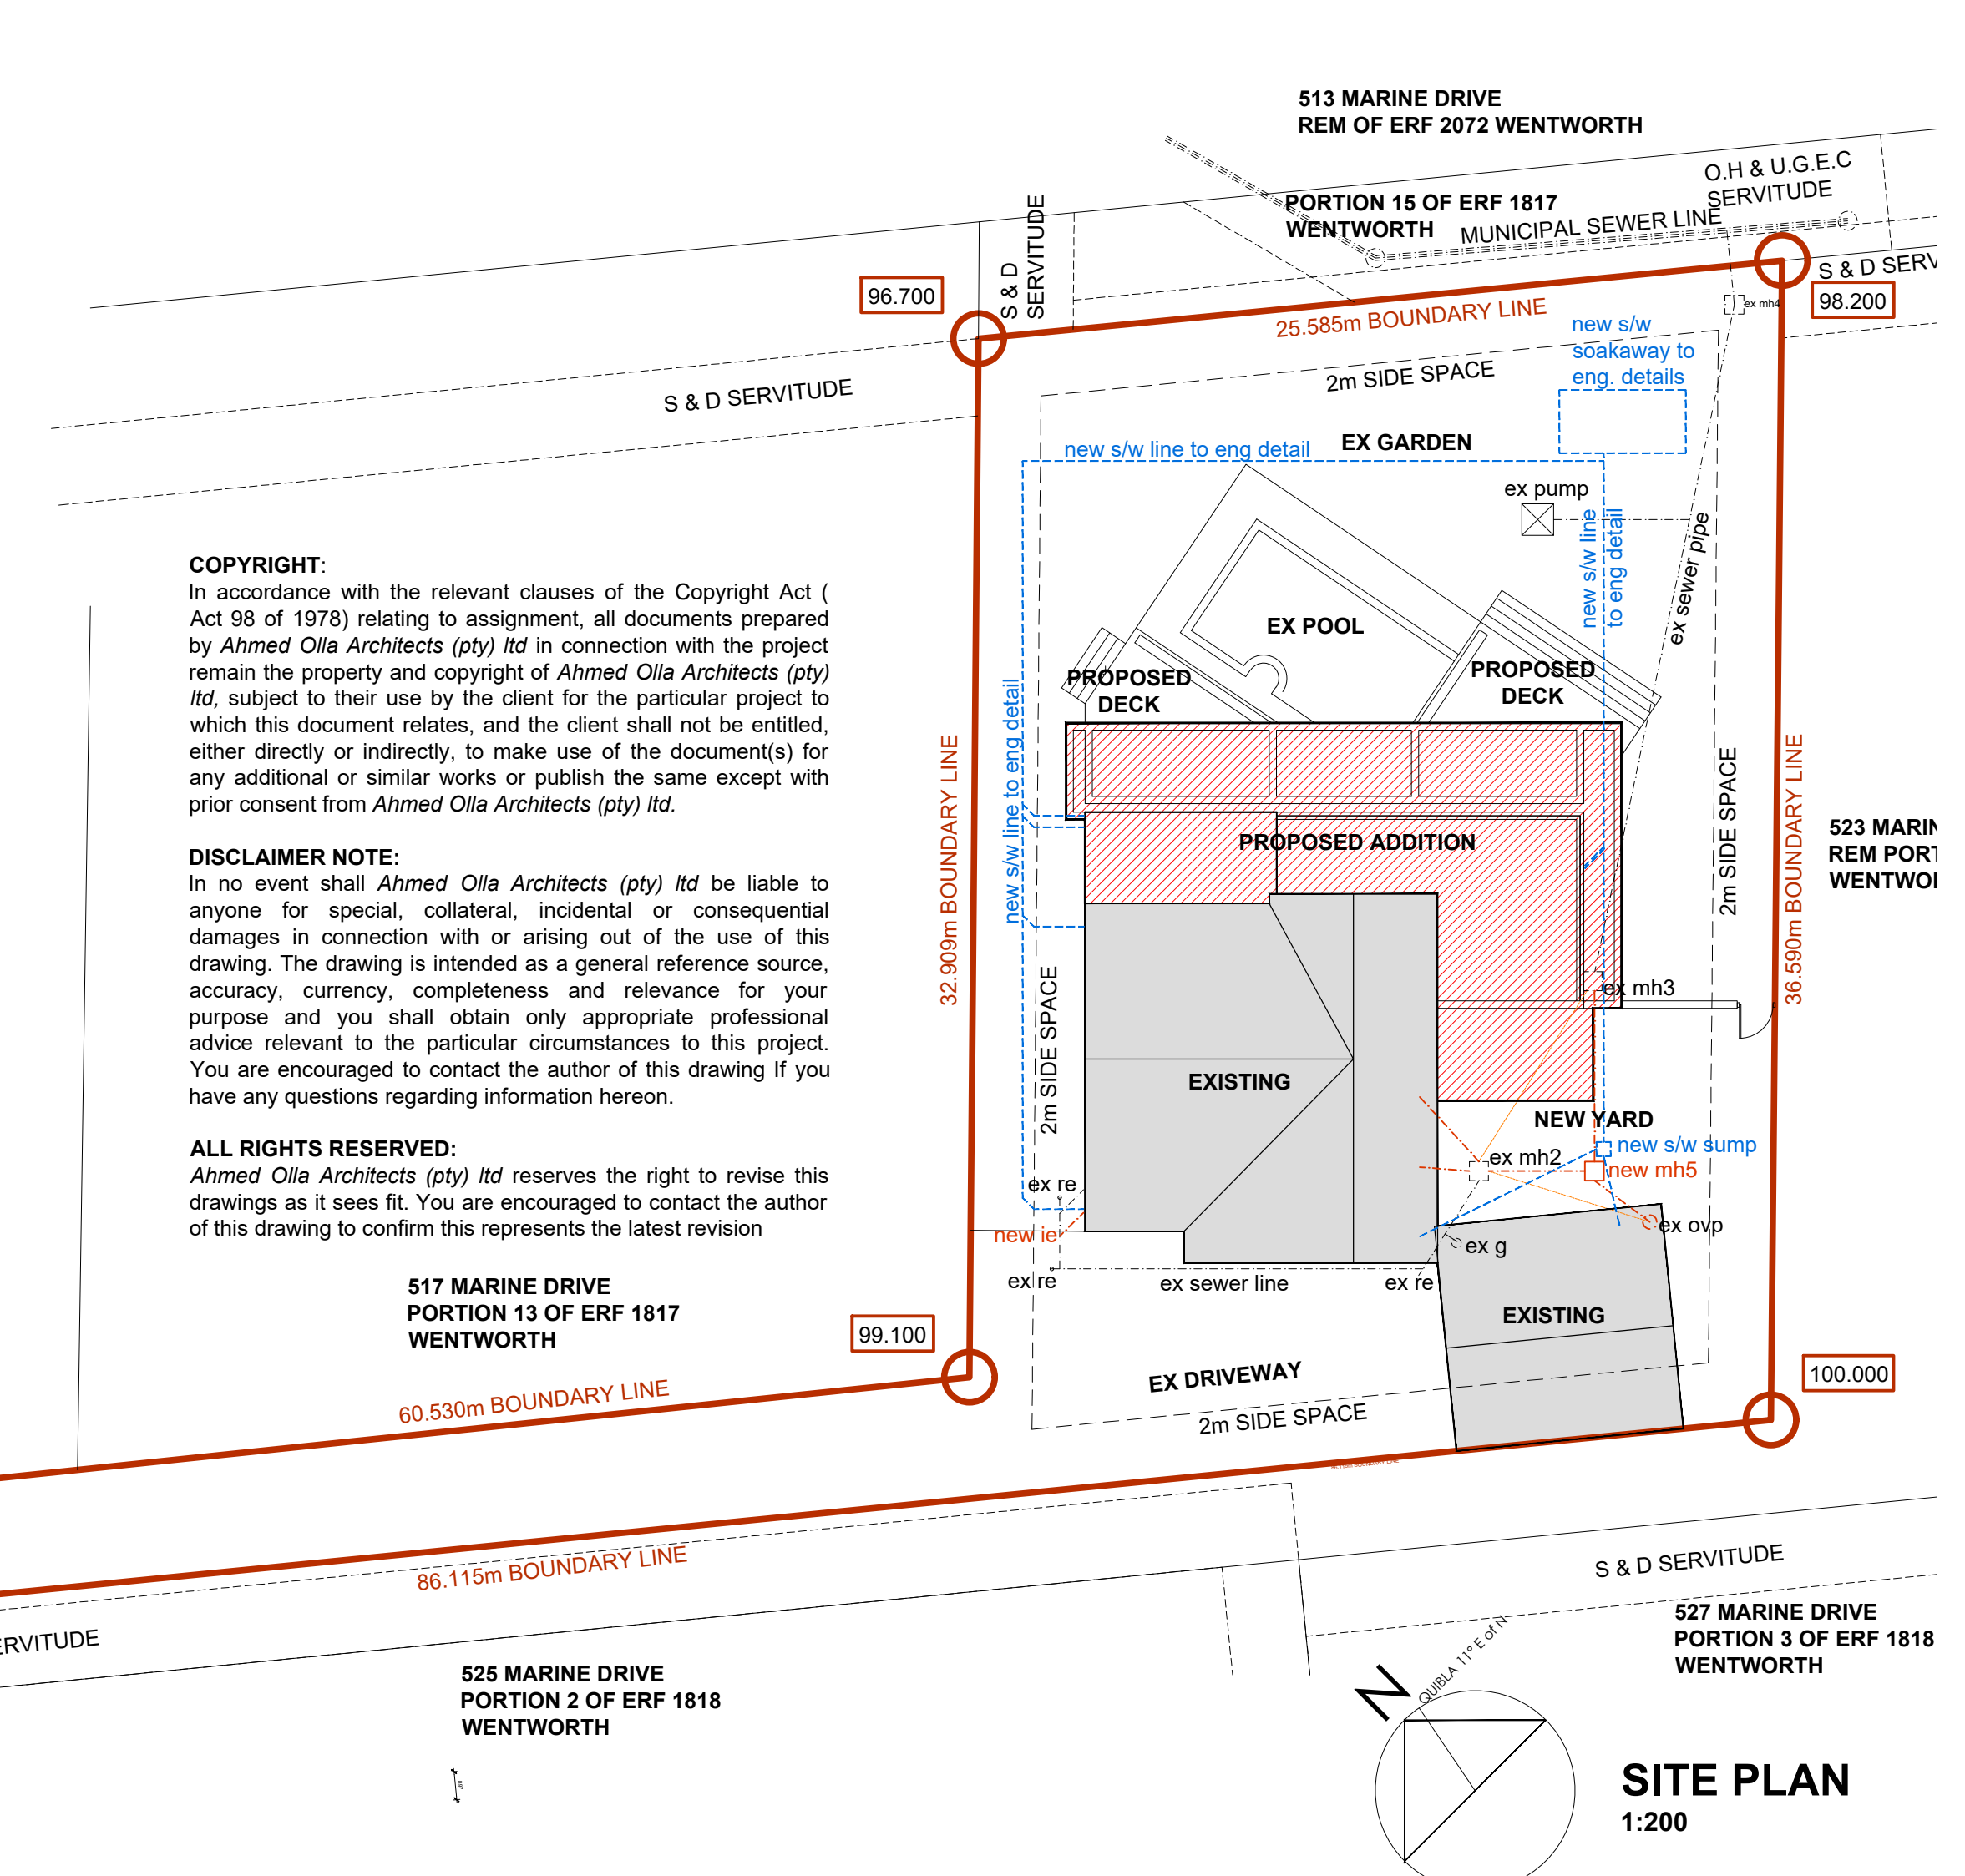 513 MARINE DRIVE
REM OF ERF 2072 WENTWORTH
O.H & U.G.E.C
SERVITUDE
PORTION 15 OF ERF 1817
WENTWORTH
MUNICIPAL SEWER LINE
S & D
SERVITUDE
S & D SERV
96.700
98.200
ex mh4
25.585m BOUNDARY LINE
new s/w
soakaway to
eng. details
2m SIDE SPACE
S & D SERVITUDE
new s/w line to eng detail
EX GARDEN
ex pump
new s/w line
to eng detail
ex sewer pipe
COPYRIGHT:
In accordance with the relevant clauses of the Copyright Act (
Act 98 of 1978) relating to assignment, all documents prepared
by Ahmed Olla Architects (pty) ltd in connection with the project
remain the property and copyright of Ahmed Olla Architects (pty)
ltd, subject to their use by the client for the particular project to
which this document relates, and the client shall not be entitled,
either directly or indirectly, to make use of the document(s) for
any additional or similar works or publish the same except with
prior consent from Ahmed Olla Architects (pty) ltd.
DISCLAIMER NOTE:
In no event shall Ahmed Olla Architects (pty) ltd be liable to
anyone for special, collateral, incidental or consequential
damages in connection with or arising out of the use of this
drawing. The drawing is intended as a general reference source,
accuracy, currency, completeness and relevance for your
purpose and you shall obtain only appropriate professional
advice relevant to the particular circumstances to this project.
You are encouraged to contact the author of this drawing If you
have any questions regarding information hereon.
ALL RIGHTS RESERVED:
Ahmed Olla Architects (pty) ltd reserves the right to revise this
drawings as it sees fit. You are encouraged to contact the author
of this drawing to confirm this represents the latest revision
EX POOL
PROPOSED
DECK
PROPOSED
DECK
new s/w line to eng detail
32.909m BOUNDARY LINE
2m SIDE SPACE
36.590m BOUNDARY LINE
PROPOSED ADDITION
523 MARIN
REM PORT
WENTWO
ex mh3
2m SIDE SPACE
EXISTING
NEW YARD
new s/w sump
ex mh2
new mh5
ex re
new ie
ex ovp
ex g
ex re
ex sewer line
ex re
EXISTING
517 MARINE DRIVE
PORTION 13 OF ERF 1817
WENTWORTH
99.100
100.000
EX DRIVEWAY
2m SIDE SPACE
60.530m BOUNDARY LINE
86.115m BOUNDARY LINE
S & D SERVITUDE
ERVITUDE
525 MARINE DRIVE
PORTION 2 OF ERF 1818
WENTWORTH
527 MARINE DRIVE
PORTION 3 OF ERF 1818
WENTWORTH
N
QUIBLA 11° E of N
SITE PLAN
1:200